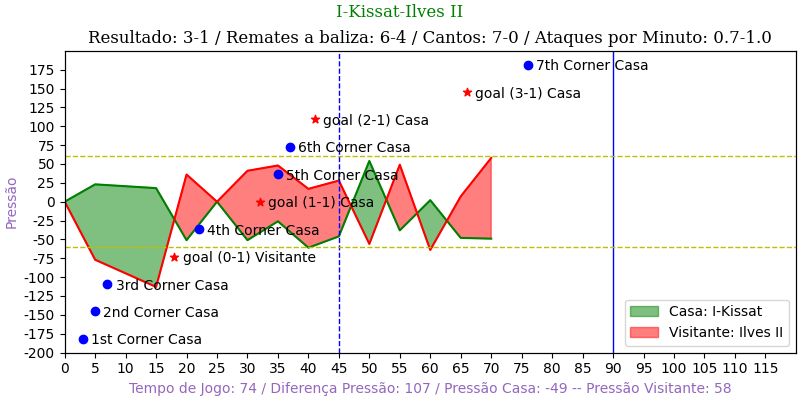 I-Kissat-Ilves II
Resultado: 3-1 / Remates a baliza: 6-4 / Cantos: 7-0 / Ataques por Minuto: 0.7-1.0
Pressão
175
150
125
100
75
50
25
0
-25
-50
-75
-100
-125
-150
-175
-200
7th Corner Casa
goal (3-1) Casa
goal (2-1) Casa
6th Corner Casa
5th Corner Casa
goal (1-1) Casa
4th Corner Casa
goal (0-1) Visitante
3rd Corner Casa
2nd Corner Casa
1st Corner Casa
Casa: I-Kissat
Visitante: Ilves II
0 5 10 15 20 25 30 35 40 45 50 55 60 65 70 75 80 85 90 95 100 105 110 115
Tempo de Jogo: 74 / Diferença Pressão: 107 / Pressão Casa: -49 -- Pressão Visitante: 58